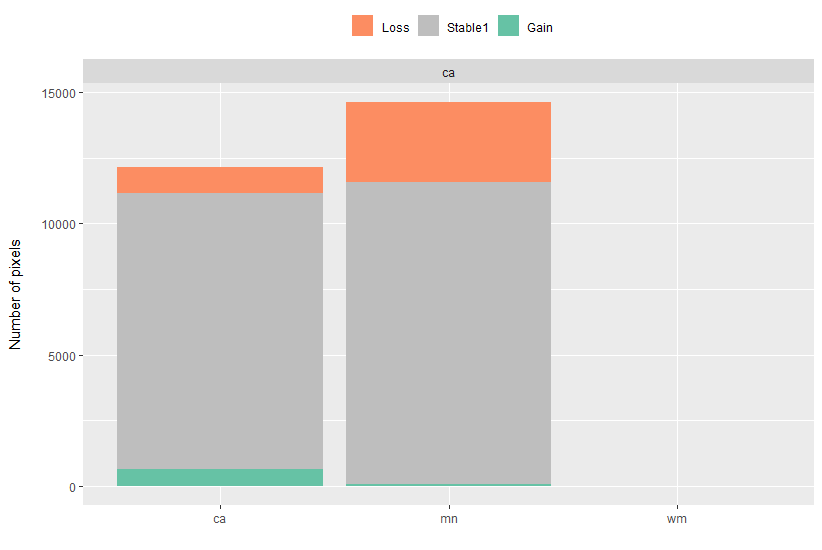 Loss Stable1 Gain
ca
15000
10000
5000
0
Number of pixels
ca mn wm